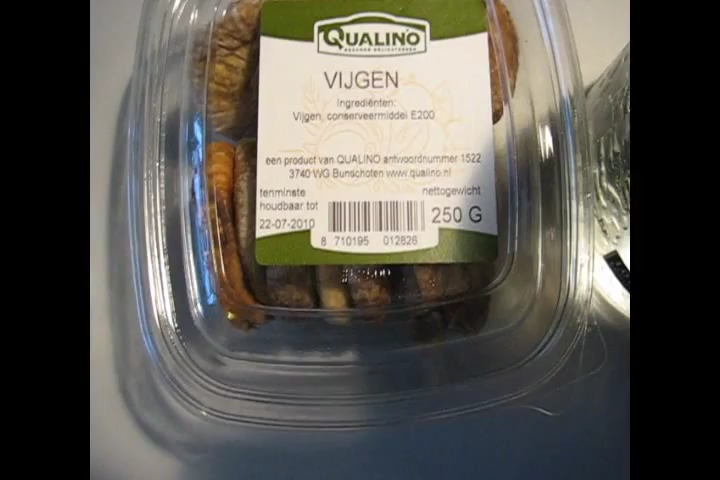 QUALINO
VIJGEN
Ingrediënten:
Vijgen, conserveermiddel E200
een product van QUALINO antwoordnummer 1522
3740 WG Bunschoten www.qualino.nl
tenminste
houdbaar tot
22-07-2010
nettogewicht
250 G
8 710195 012826